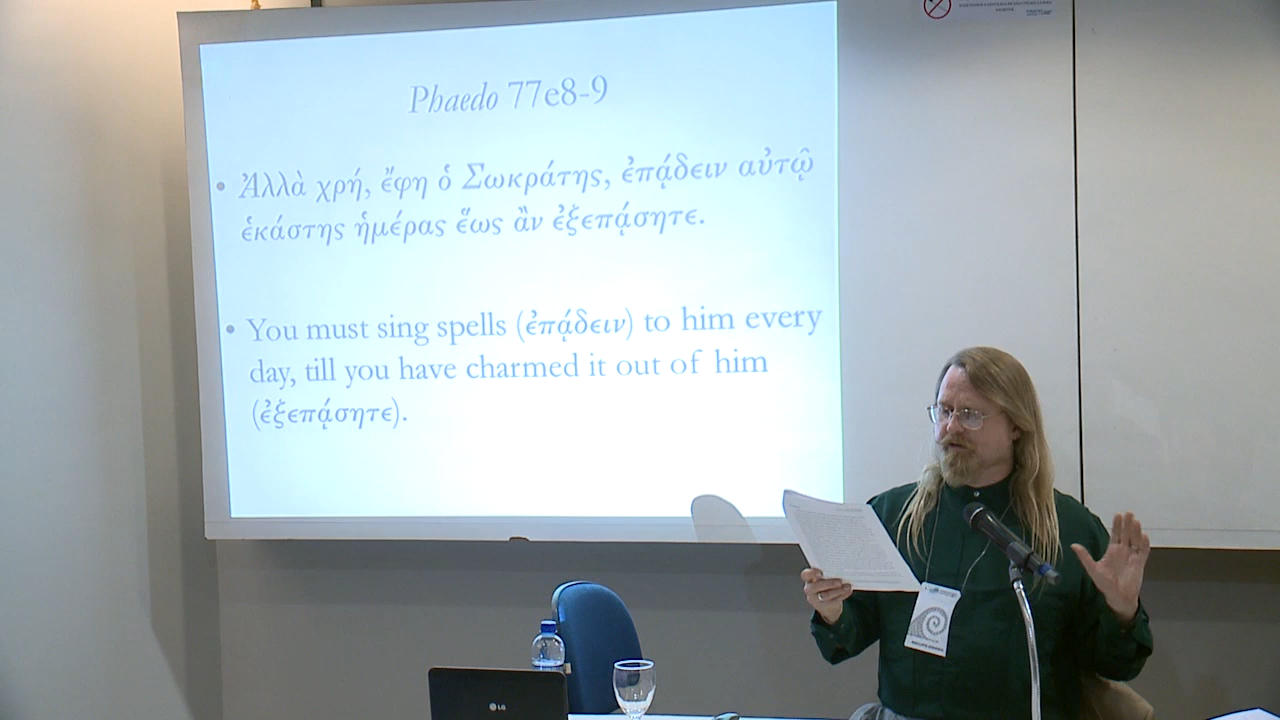 Phaedo 77e8-9
• Ἀλλὰ χρή, ἔφη ὁ Σωκράτης, ἐπᾴδειν αὐτῷ
ἑκάστης ἡμέρας ἕως ἂν ἐξεπᾴσητε.
• You must sing spells (ἐπᾴδειν) to him every
day, till you have charmed it out of him
(ἐξεπᾴσητε).
LG